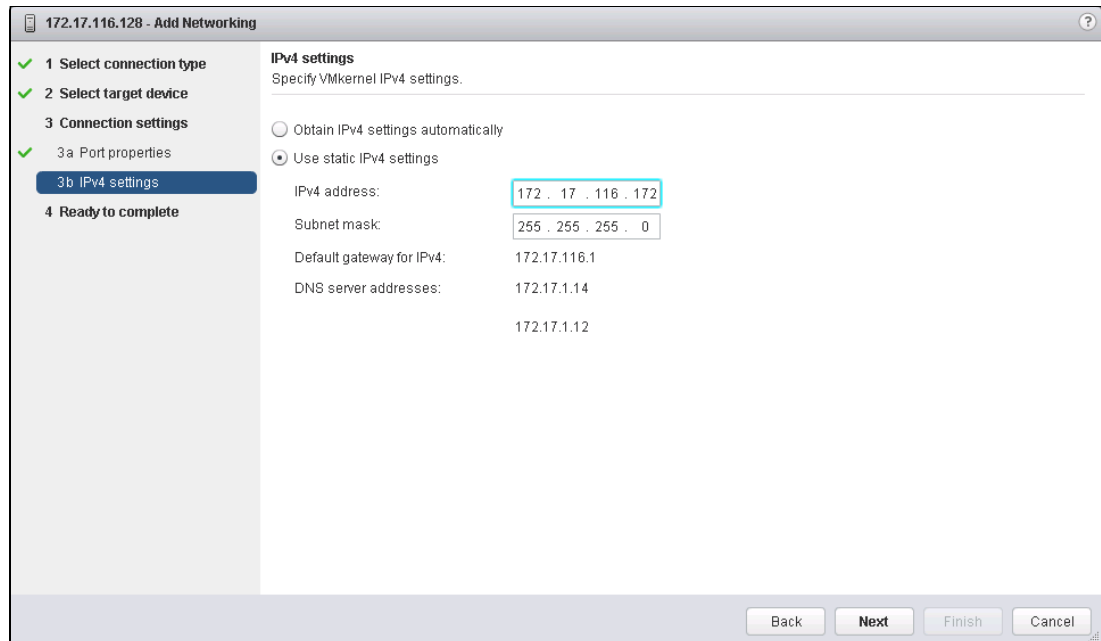 172.17.116.128 - Add Networking
?
1 Select connection type
2 Select target device
3 Connection settings
3a Port properties
3b IPv4 settings
4 Ready to complete
IPv4 settings
Specify VMkernel IPv4 settings.
Obtain IPv4 settings automatically
Use static IPv4 settings
IPv4 address: 172 . 17 . 116 . 172
Subnet mask: 255 . 255 . 255 . 0
Default gateway for IPv4: 172.17.116.1
DNS server addresses: 172.17.1.14
172.17.1.12
Back Next Finish Cancel